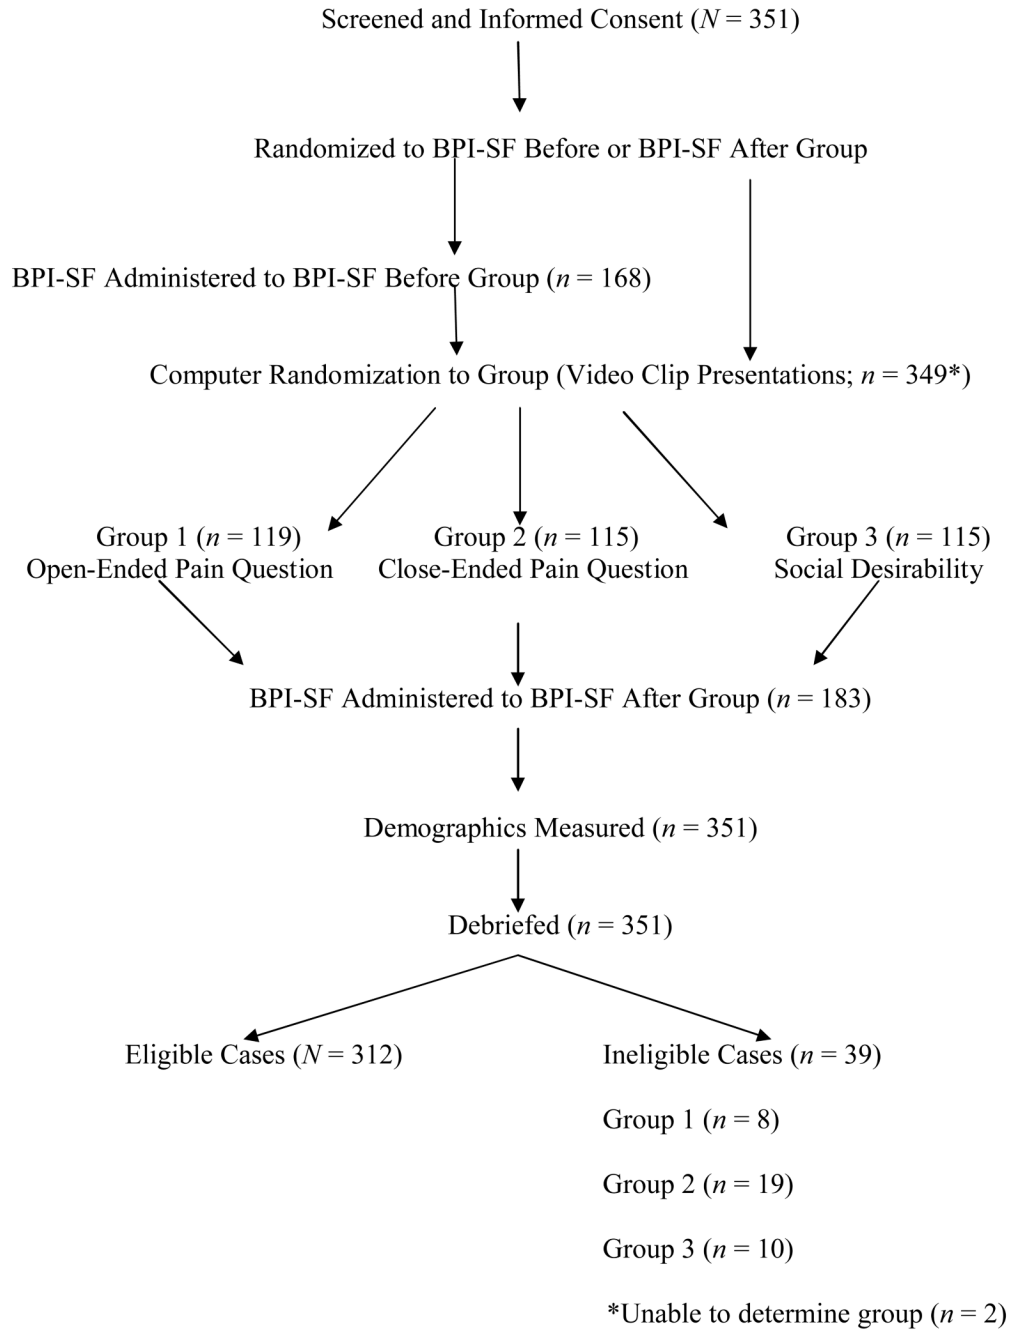 Screened and Informed Consent (N = 351)
Randomized to BPI-SF Before or BPI-SF After Group
BPI-SF Administered to BPI-SF Before Group (n = 168)
Computer Randomization to Group (Video Clip Presentations; n = 349*)
Group 1 (n = 119)
Open-Ended Pain Question
Group 2 (n = 115)
Close-Ended Pain Question
Group 3 (n = 115)
Social Desirability
BPI-SF Administered to BPI-SF After Group (n = 183)
Demographics Measured (n = 351)
Debriefed (n = 351)
Eligible Cases (N = 312)
Ineligible Cases (n = 39)
Group 1 (n = 8)
Group 2 (n = 19)
Group 3 (n = 10)
*Unable to determine group (n = 2)